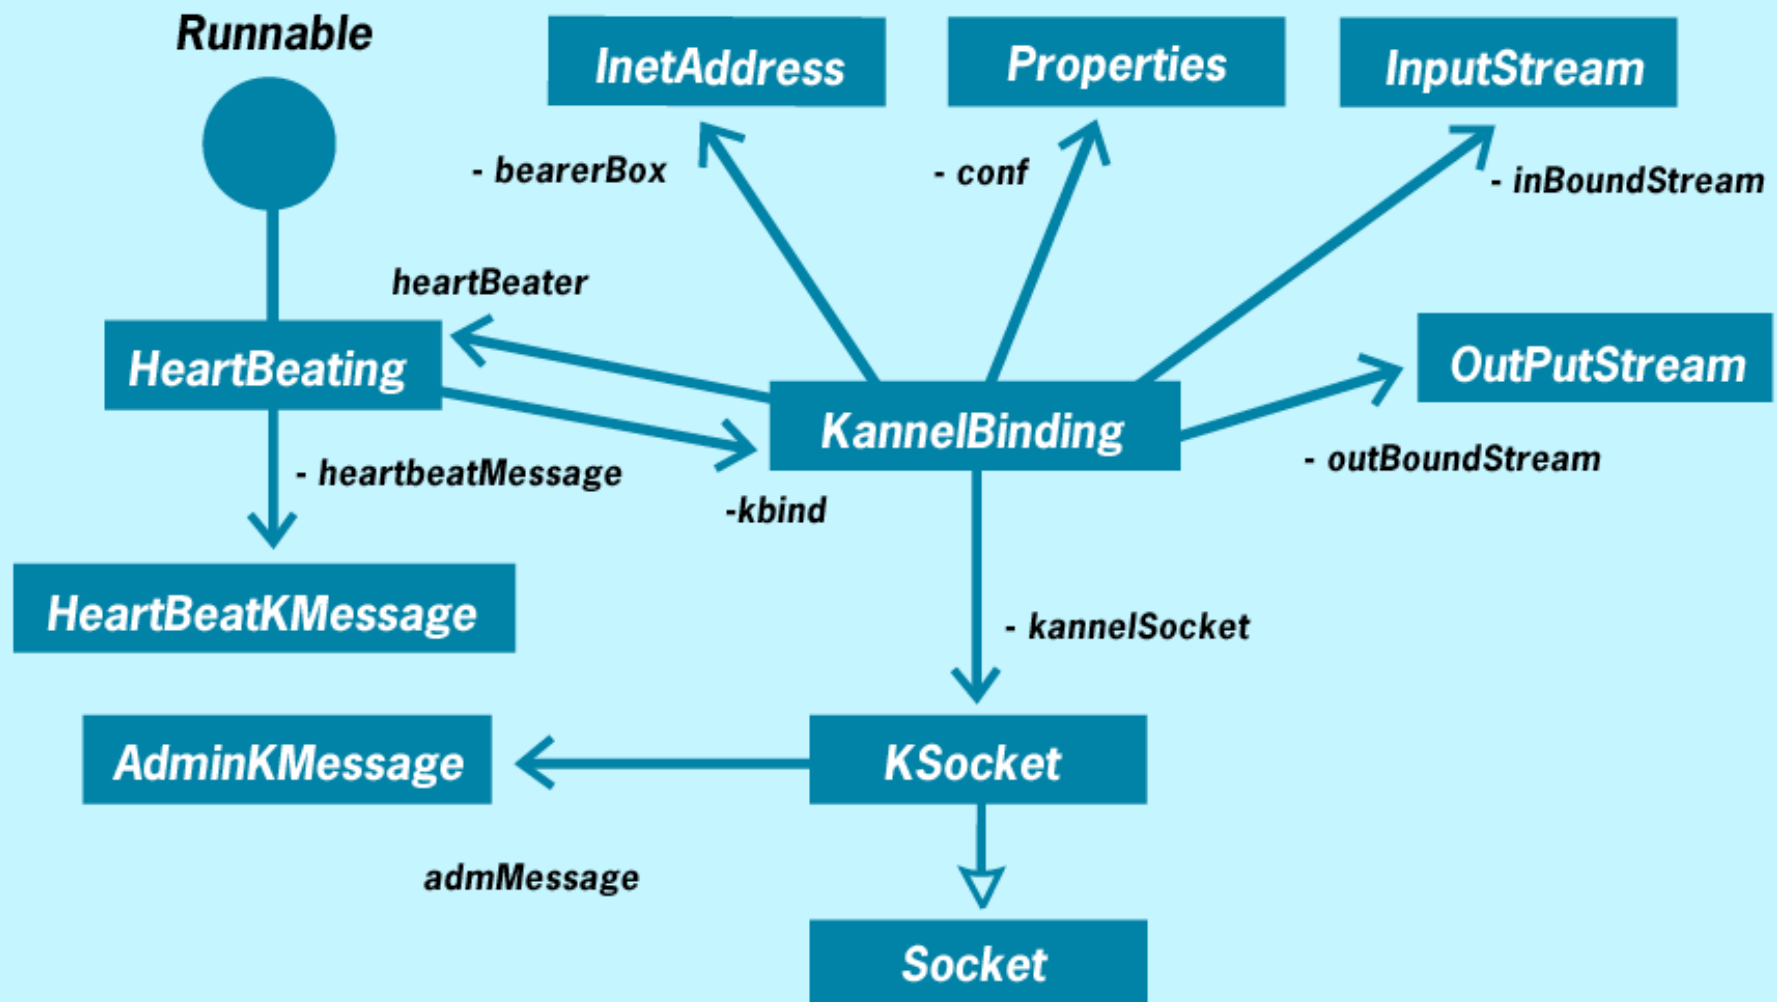 Runnable
InetAddress
Properties
InputStream
- bearerBox
- conf
- inBoundStream
heartBeater
HeartBeating
OutPutStream
KannelBinding
- heartbeatMessage
- outBoundStream
-kbind
HeartBeatKMessage
- kannelSocket
AdminKMessage
KSocket
admMessage
Socket